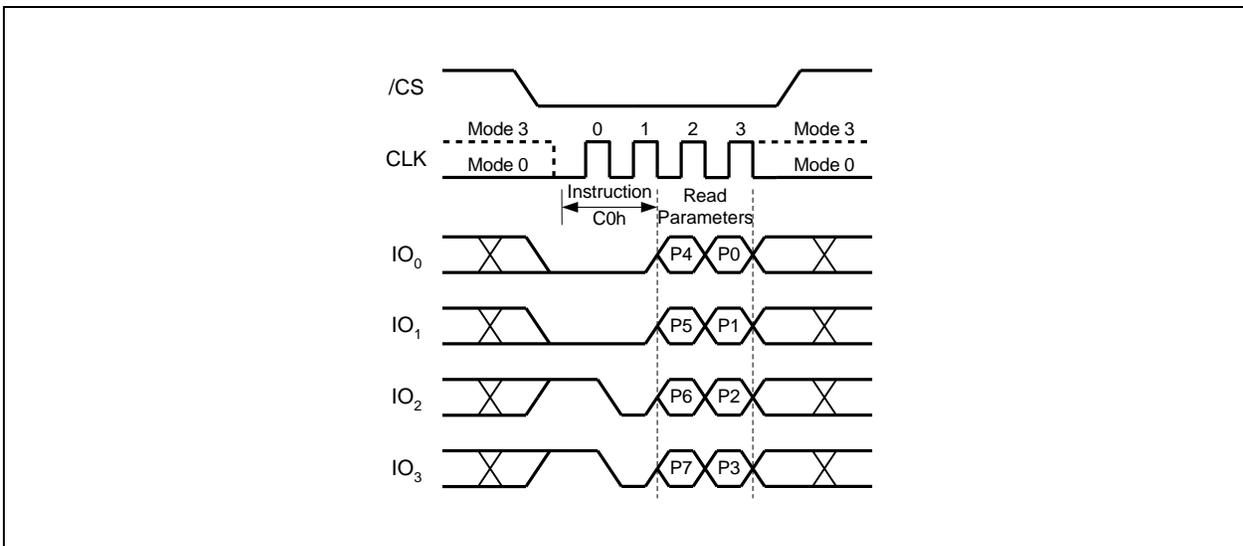 /CS
Mode 3 0 1 2 3 Mode 3
CLK
Mode 0 Mode 0
Instruction Read
C0h Parameters
IO0 P4 P0
IO1 P5 P1
IO2 P6 P2
IO3 P7 P3